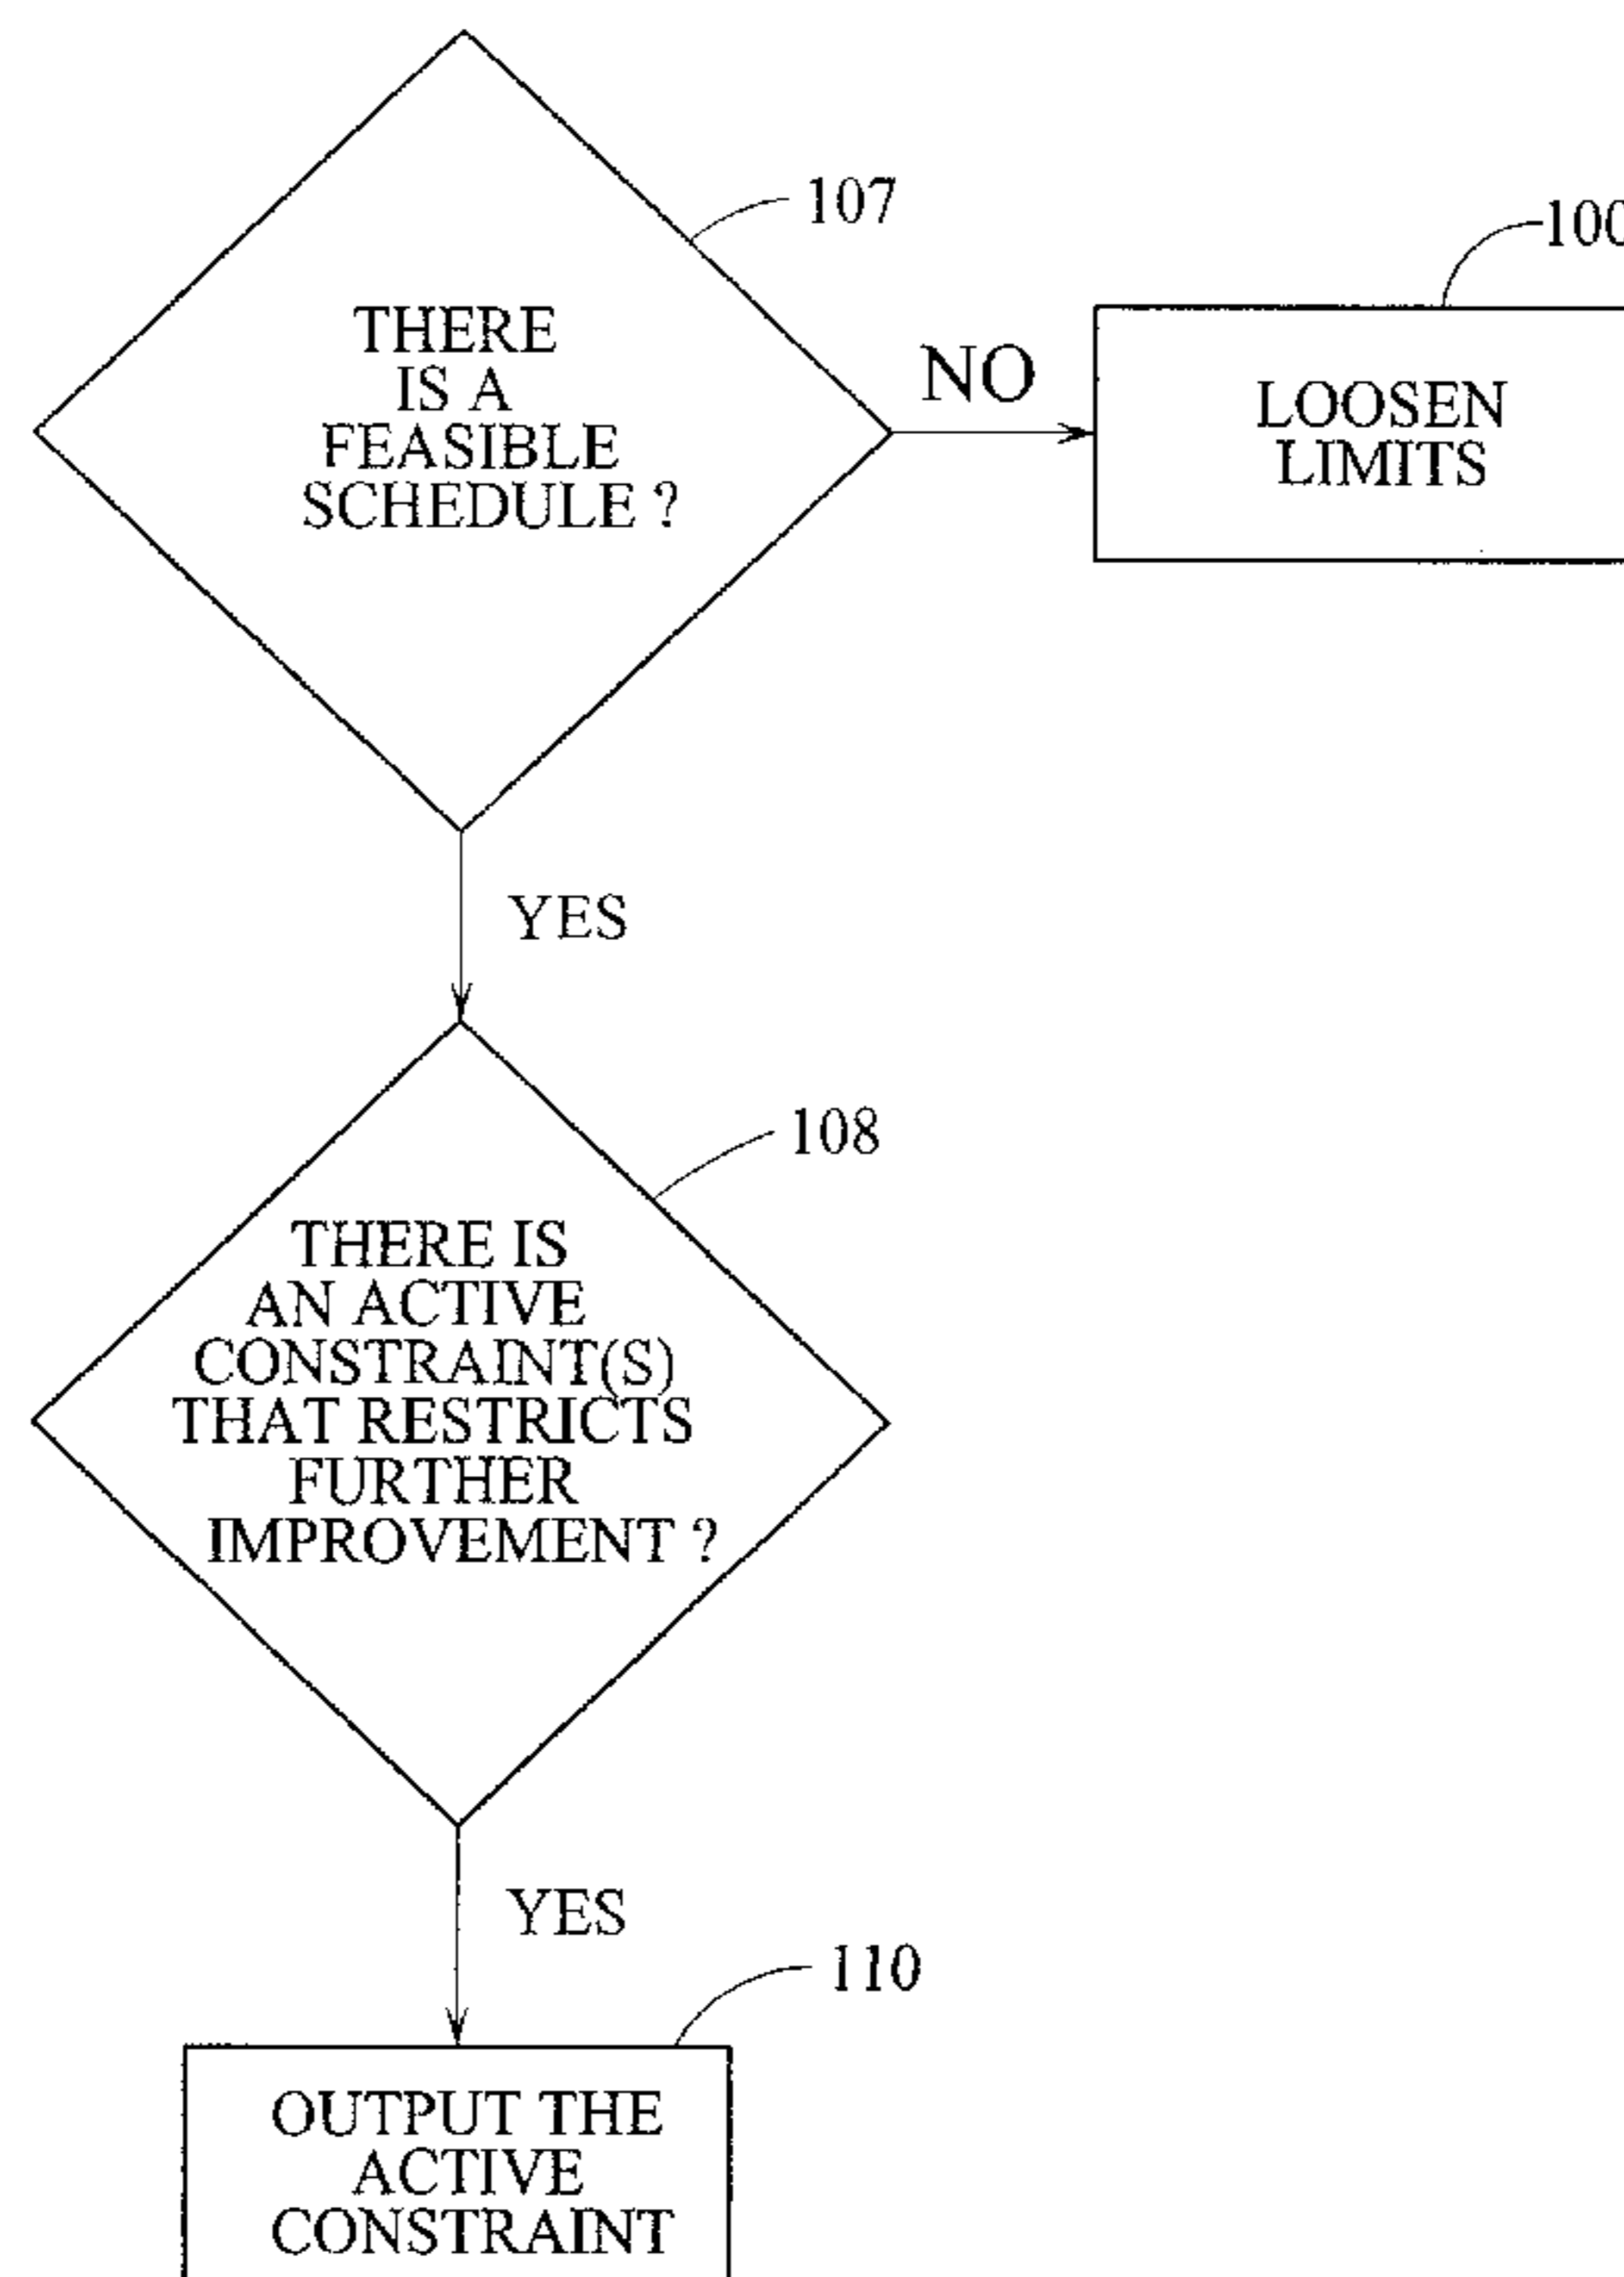 107
THERE
IS A
FEASIBLE
SCHEDULE ?
NO
100
LOOSEN
LIMITS
YES
108
THERE IS
AN ACTIVE
CONSTRAINT(S)
THAT RESTRICTS
FURTHER
IMPROVEMENT ?
YES
110
OUTPUT THE
ACTIVE
CONSTRAINT